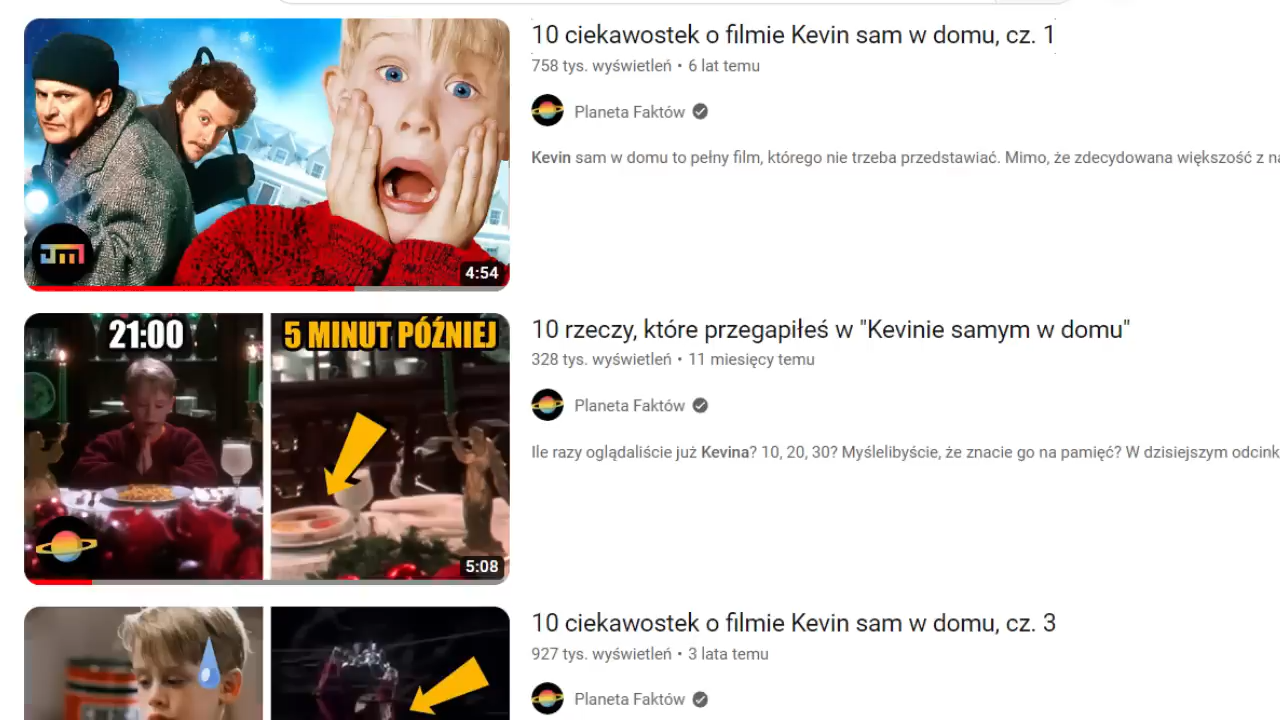 10 ciekawostek o filmie Kevin sam w domu, cz. 1
758 tys. wyświetleń • 6 lat temu
Planeta Faktów
Kevin sam w domu to pełny film, którego nie trzeba przedstawiać. Mimo, że zdecydowana większość z
JM
4:54
21:00
5 MINUT PÓŹNIEJ
5:08
10 rzeczy, które przegapiłeś w "Kevinie samym w domu"
328 tys. wyświetleń • 11 miesięcy temu
Planeta Faktów
Ile razy oglądaliście już Kevina? 10, 20, 30? Myślelibyście, że znacie go na pamięć? W dzisiejszym odcink
10 ciekawostek o filmie Kevin sam w domu, cz. 3
927 tys. wyświetleń • 3 lata temu
Planeta Faktów